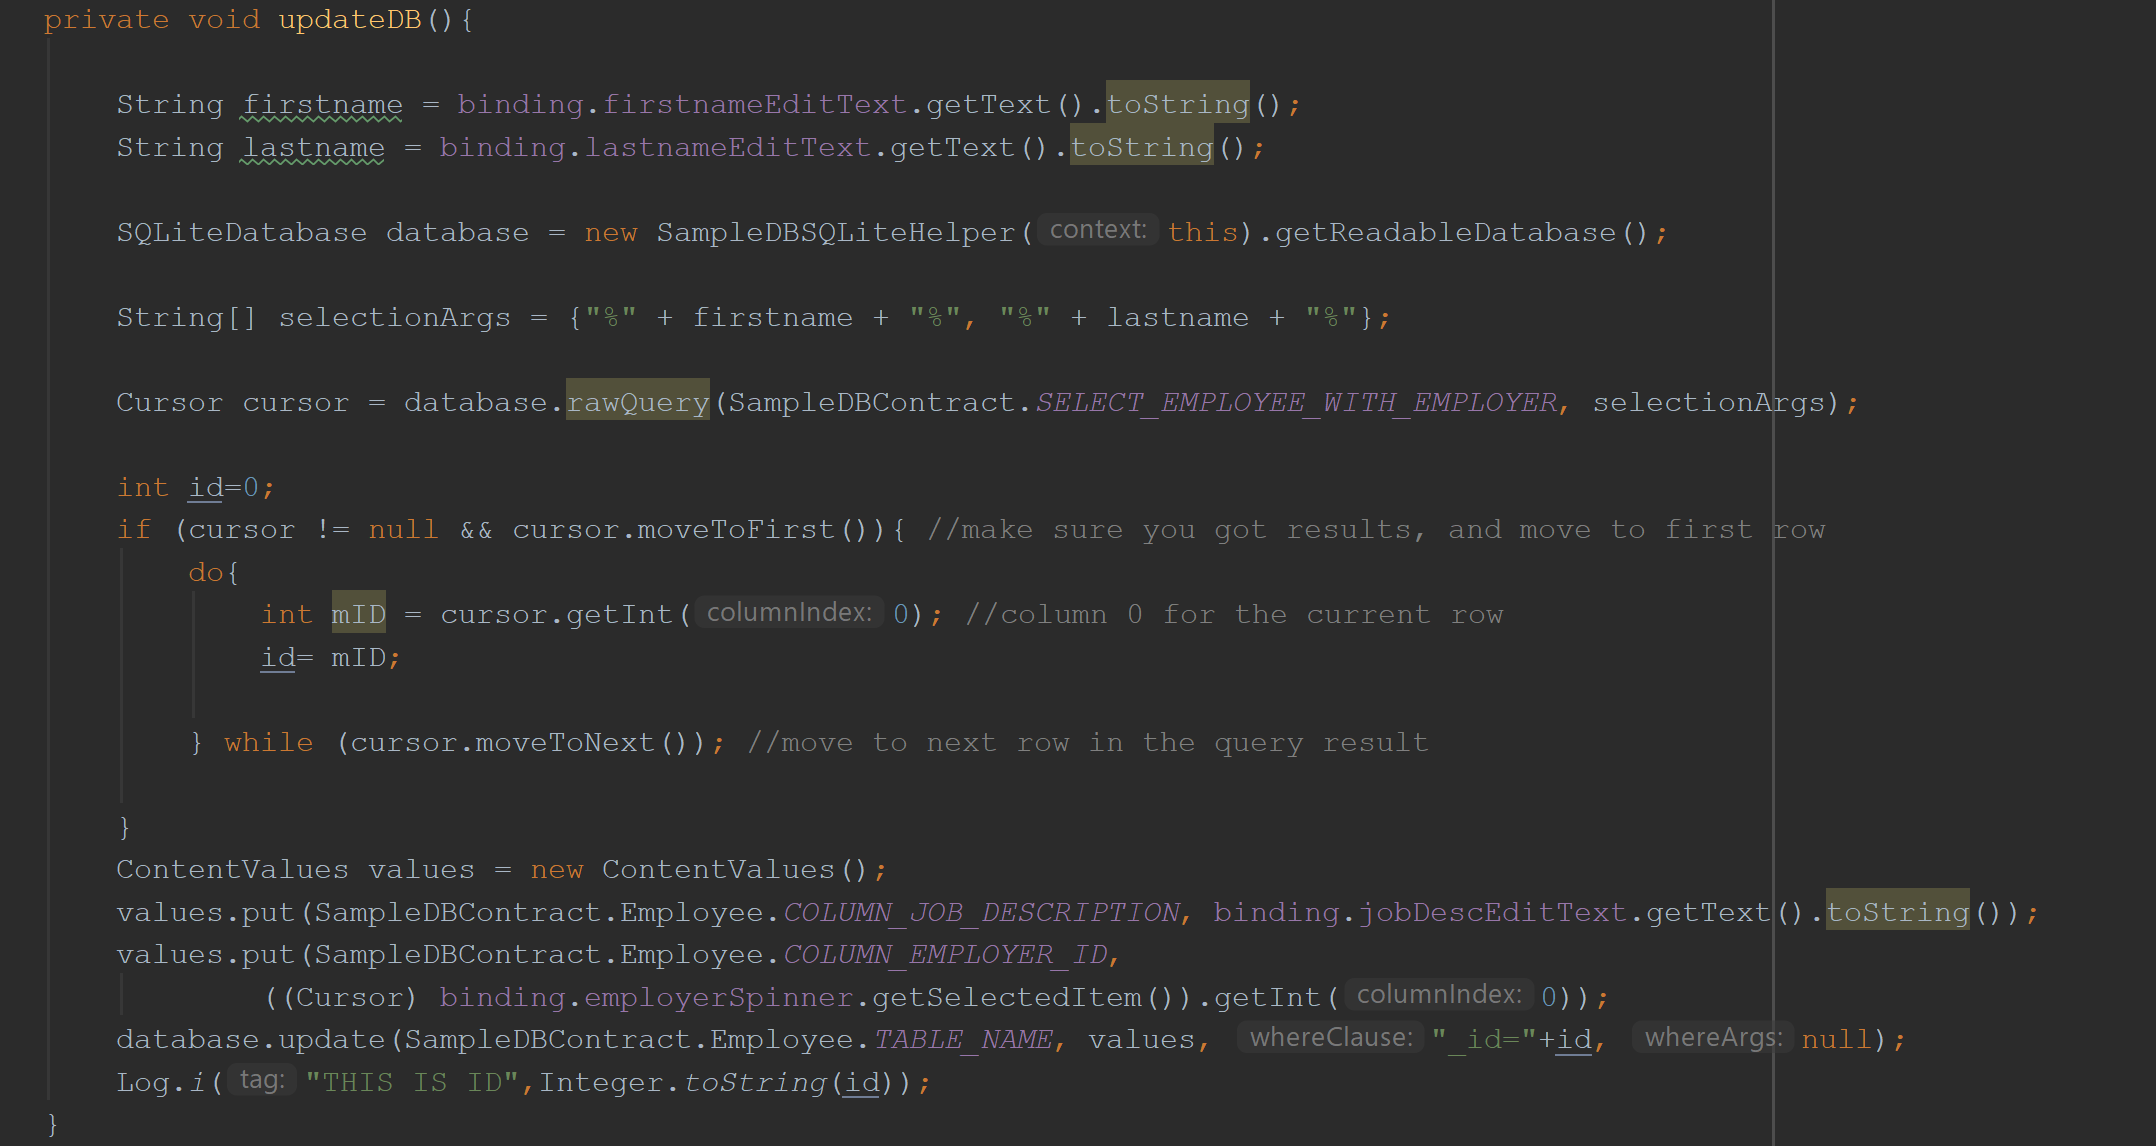 private void updateDB(){
String firstname = binding.firstnameEditText.getText().toString();
String lastname = binding.lastnameEditText.getText().toString();
SQLiteDatabase database = new SampleDBSQLiteHelper( context: this).getReadableDatabase();
String[] selectionArgs = {"%" + firstname + "%", "%" + lastname + "%"};
Cursor cursor = database.rawQuery(SampleDBContract.SELECT_EMPLOYEE_WITH_EMPLOYER, selectionArgs);
int id=0;
if (cursor != null && cursor.moveToFirst()){ //make sure you got results, and move to first row
do{
int mID = cursor.getInt( columnIndex: 0); //column 0 for the current row
id= mID;
} while (cursor.moveToNext()); //move to next row in the query result
}
ContentValues values = new ContentValues();
values.put(SampleDBContract.Employee.COLUMN_JOB_DESCRIPTION, binding.jobDescEditText.getText().toString());
values.put(SampleDBContract.Employee.COLUMN_EMPLOYER_ID,
((Cursor) binding.employerSpinner.getSelectedItem()).getInt( columnIndex: 0));
database.update(SampleDBContract.Employee.TABLE_NAME, values, whereClause: "_id="+id, whereArgs: null);
Log.i( tag: "THIS IS ID",Integer.toString(id));
}